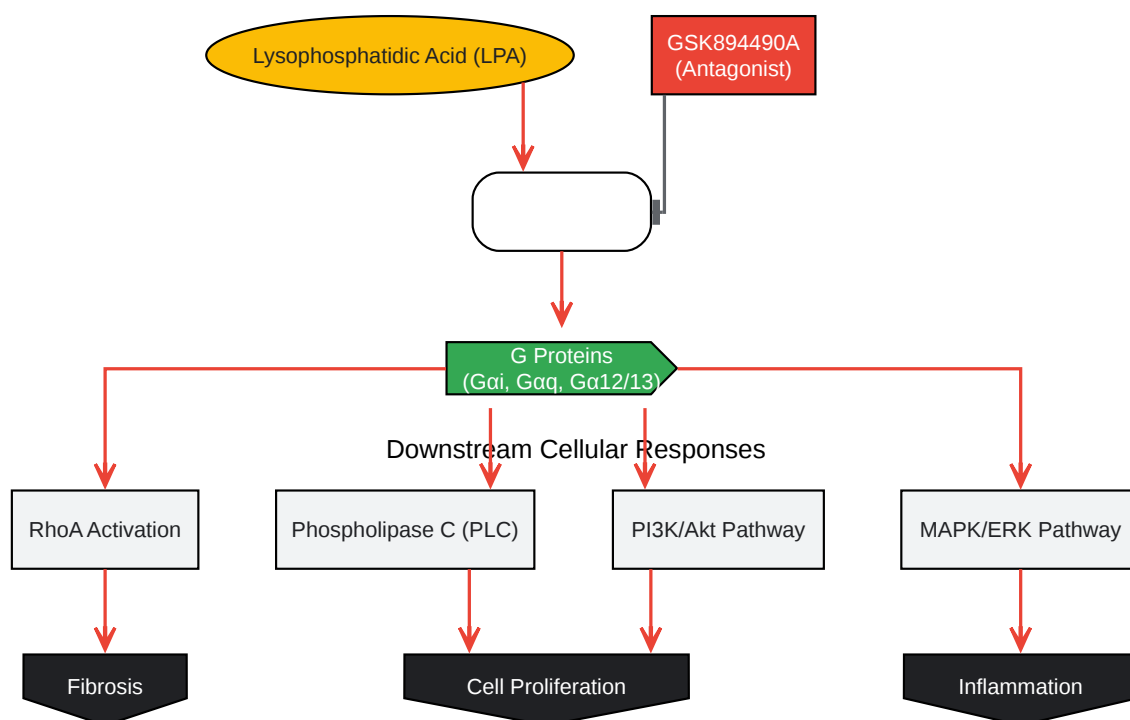 Lysophosphatidic Acid (LPA)
GSK894490A
(Antagonist)
G Proteins
(Gαi, Gαq, Gα12/13)
Downstream Cellular Responses
RhoA Activation
Phospholipase C (PLC)
PI3K/Akt Pathway
MAPK/ERK Pathway
Fibrosis
Cell Proliferation
Inflammation